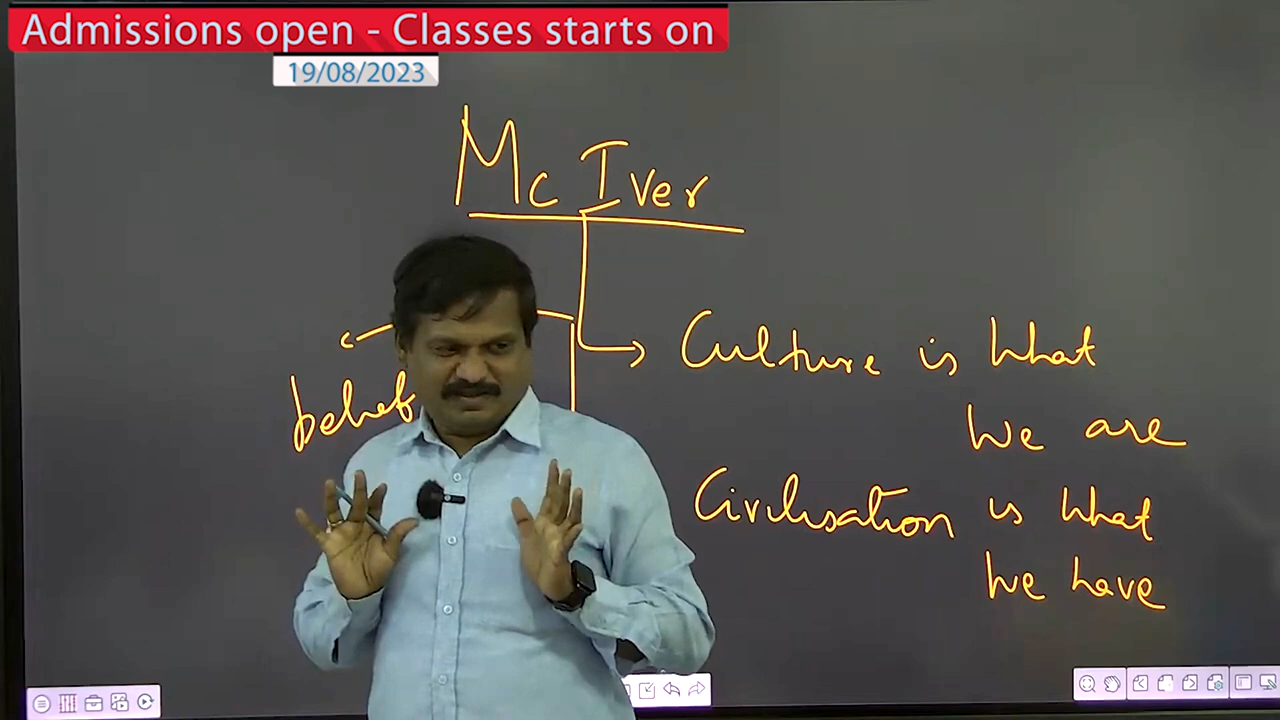 Admissions open - Classes starts on
19/08/2023
Mc Iver
Culture is What
We are
belief
Civilisation is What
We have